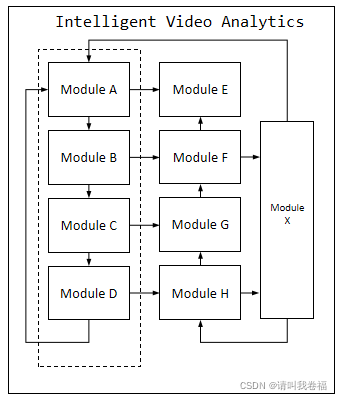 Intelligent Video Analytics
Module A
Module E
Module B
Module F
Module C
Module G
Module D
Module H
Module
X
CSDN @请叫我卷福